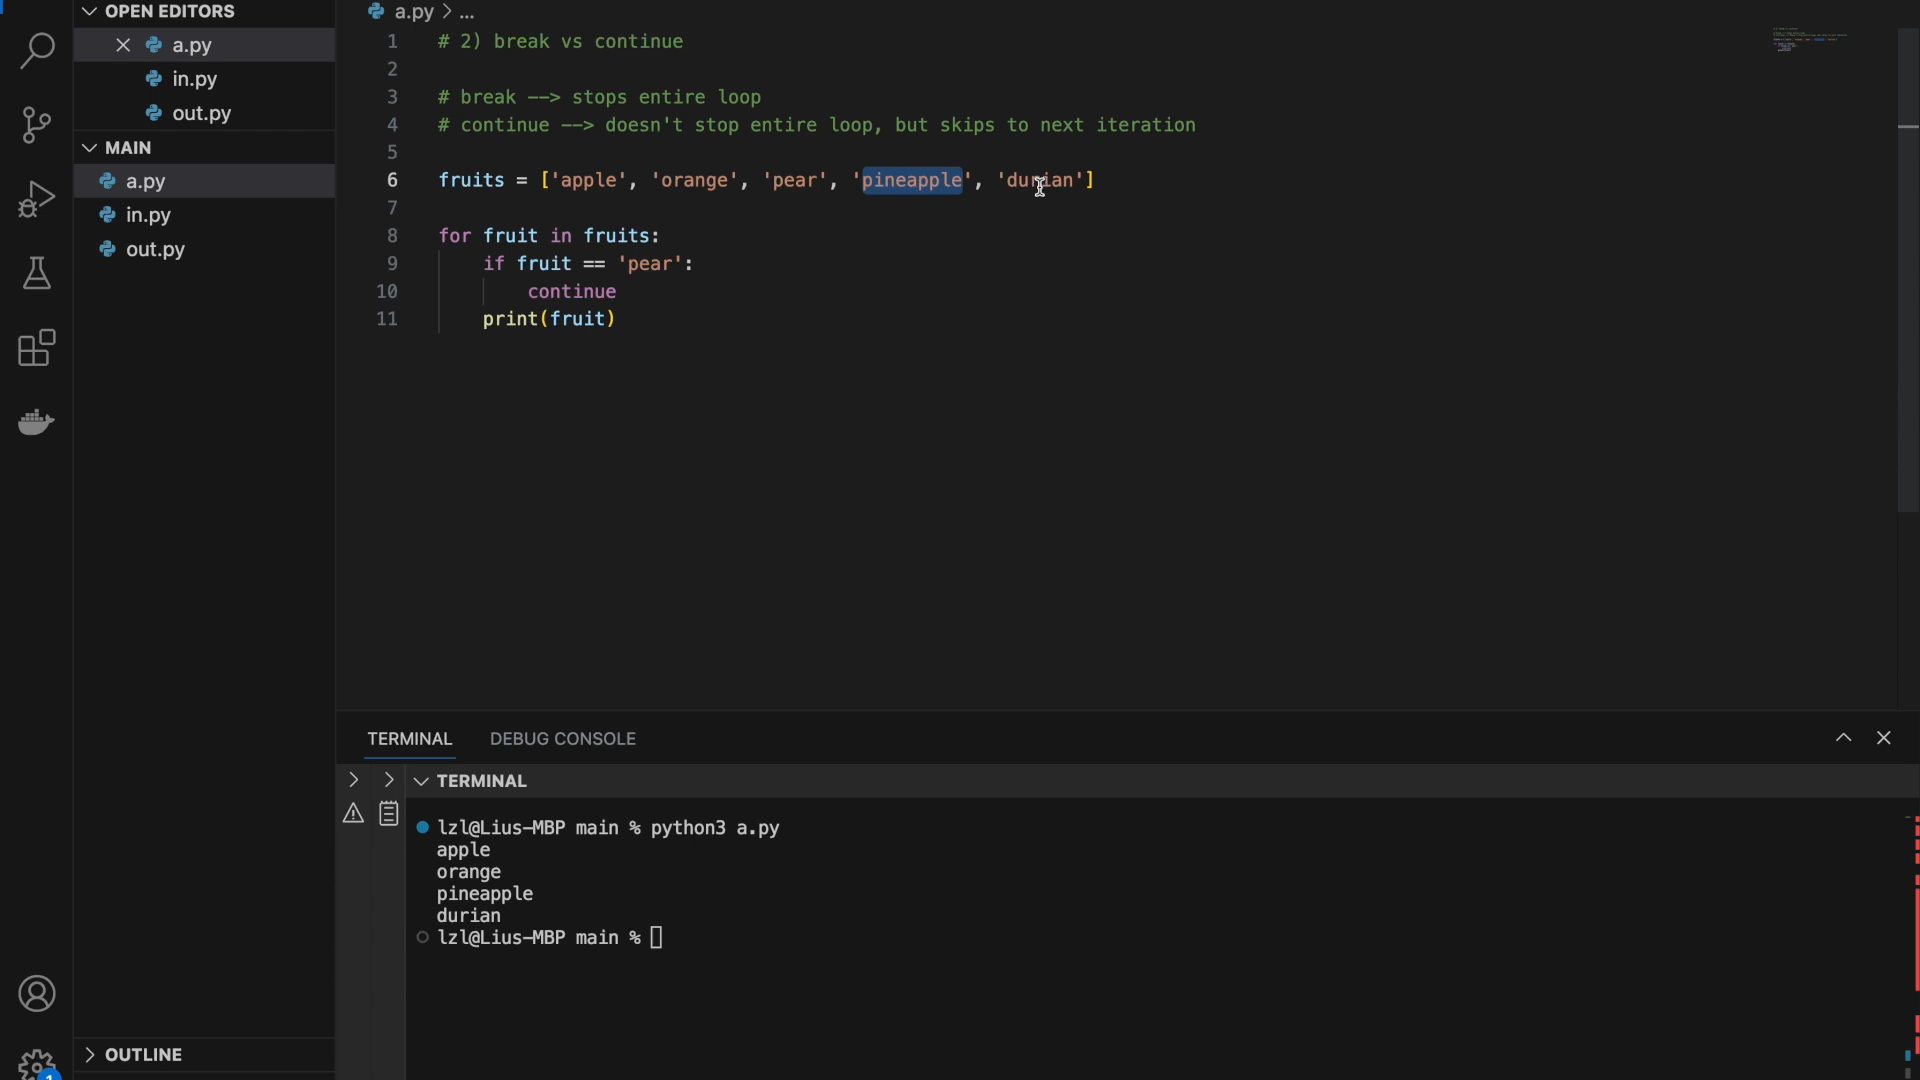 OPEN EDITORS
a.py
in.py
out.py
MAIN
a.py
in.py
out.py
OUTLINE
1
a.py > ...
1 # 2) break vs continue
2
3 # break --> stops entire loop
4 # continue --> doesn't stop entire loop, but skips to next iteration
5
6 fruits = ['apple', 'orange', 'pear', 'pineapple', 'durian']
7
8 for fruit in fruits:
9 if fruit == 'pear':
10 continue
11 print(fruit)
TERMINAL DEBUG CONSOLE
TERMINAL
lzl@Lius-MBP main % python3 a.py
apple
orange
pineapple
durian
lzl@Lius-MBP main %